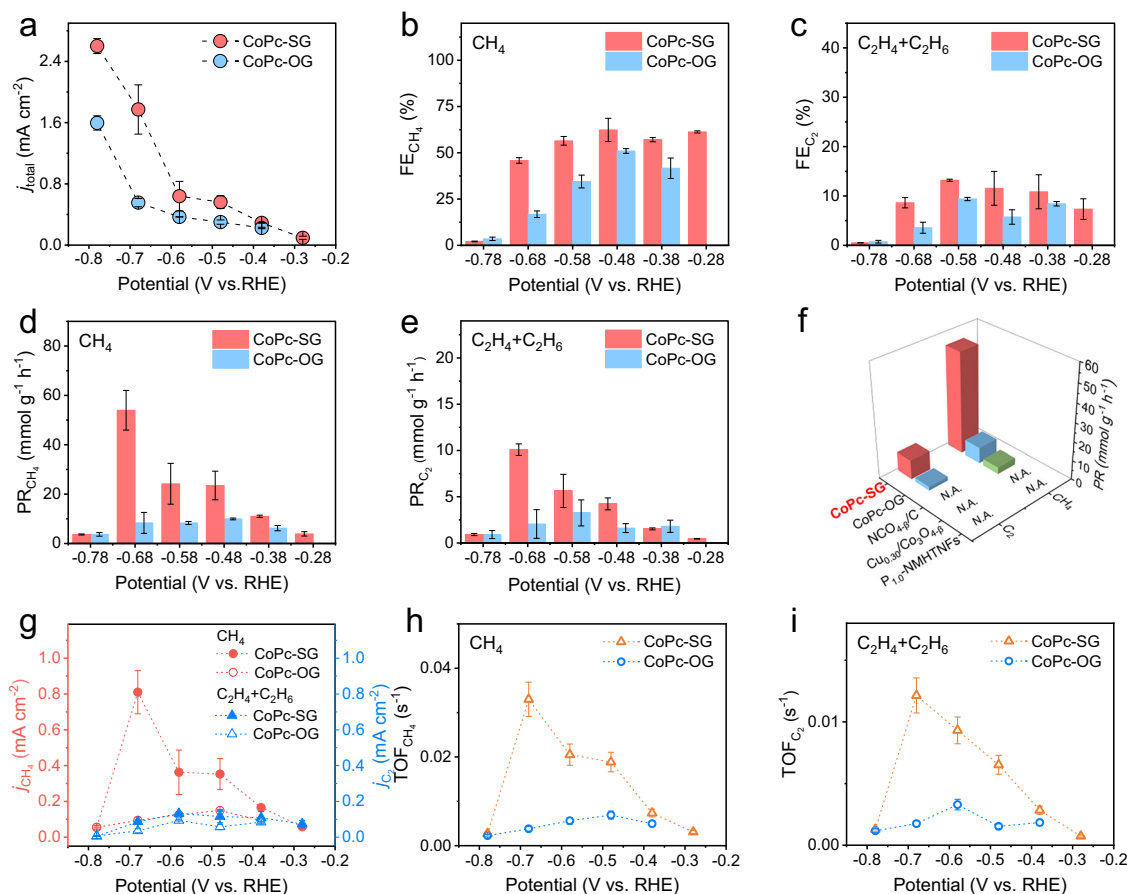 a
2.4
1.6
0.8
0.0
j_total (mA cm⁻²)
CoPc-SG
CoPc-OG
-0.8 -0.7 -0.6 -0.5 -0.4 -0.3 -0.2
Potential (V vs.RHE)
b
CH₄
100
75
50
25
0
FE_CH₄ (%)
CoPc-SG
CoPc-OG
-0.78 -0.68 -0.58 -0.48 -0.38 -0.28
Potential (V vs. RHE)
c
C₂H₄+C₂H₆
40
30
20
10
0
FE_C₂ (%)
CoPc-SG
CoPc-OG
-0.78 -0.68 -0.58 -0.48 -0.38 -0.28
Potential (V vs. RHE)
d
CH₄
80
60
40
20
0
PR_CH₄ (mmol g⁻¹ h⁻¹)
CoPc-SG
CoPc-OG
-0.78 -0.68 -0.58 -0.48 -0.38 -0.28
Potential (V vs. RHE)
e
C₂H₄+C₂H₆
20
15
10
5
0
PR_C₂ (mmol g⁻¹ h⁻¹)
CoPc-SG
CoPc-OG
-0.78 -0.68 -0.58 -0.48 -0.38 -0.28
Potential (V vs. RHE)
f
60
50
40
30
20
10
0
PR (mmol g⁻¹ h⁻¹)
N.A.
N.A.
N.A.
N.A.
N.A.
CoPc-SG
CoPc-OG
NCO₄₋ᵦ/C
Cu₀.₃₀/Co₃O₄₋ᵦ
P₁.₀-NMHTNFs
C₂
CH₄
g
1.0
0.8
0.6
0.4
0.2
0.0
j_CH₄ (mA cm⁻²)
CH₄
CoPc-SG
CoPc-OG
C₂H₄+C₂H₆
CoPc-SG
CoPc-OG
1.0
0.8
0.6
0.4
0.2
0.0
j_C₂ (mA cm⁻²)
-0.8 -0.7 -0.6 -0.5 -0.4 -0.3 -0.2
Potential (V vs. RHE)
h
CH₄
0.04
0.02
0.00
TOF_CH₄ (s⁻¹)
CoPc-SG
CoPc-OG
-0.8 -0.7 -0.6 -0.5 -0.4 -0.3 -0.2
Potential (V vs. RHE)
i
C₂H₄+C₂H₆
0.01
0.00
TOF_C₂ (s⁻¹)
CoPc-SG
CoPc-OG
-0.8 -0.7 -0.6 -0.5 -0.4 -0.3 -0.2
Potential (V vs. RHE)